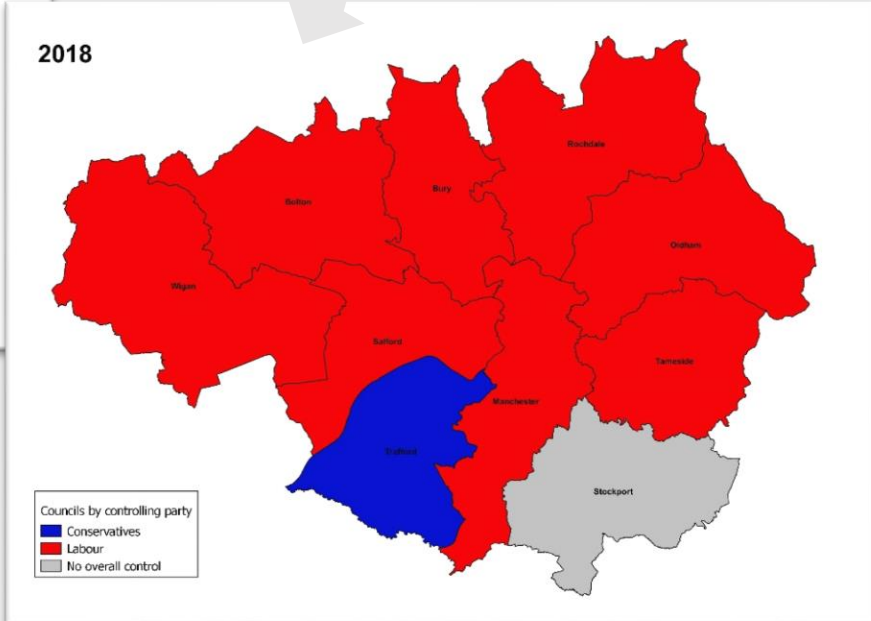 2018
Rochdale
Bury
Bolton
Oldham
Wigan
Salford
Tameside
Manchester
Stockport
Councils by controlling party
Conservatives
Labour
No overall control